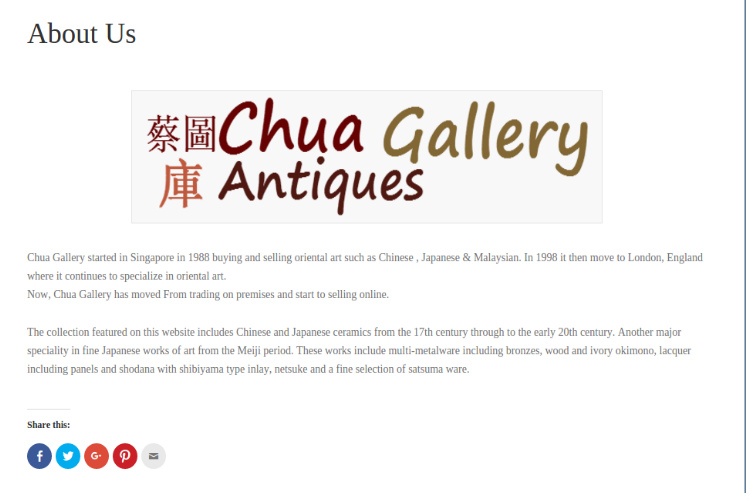 About Us
蔡圖 Chua Gallery
庫 Antiques
Chua Gallery started in Singapore in 1988 buying and selling oriental art such as Chinese , Japanese & Malaysian. In 1998 it then move to London, England
where it continues to specialize in oriental art.
Now, Chua Gallery has moved From trading on premises and start to selling online.
The collection featured on this website includes Chinese and Japanese ceramics from the 17th century through to the early 20th century. Another major
speciality in fine Japanese works of art from the Meiji period. These works include multi-metalware including bronzes, wood and ivory okimono, lacquer
including panels and shodana with shibiyama type inlay, netsuke and a fine selection of satsuma ware.
Share this: